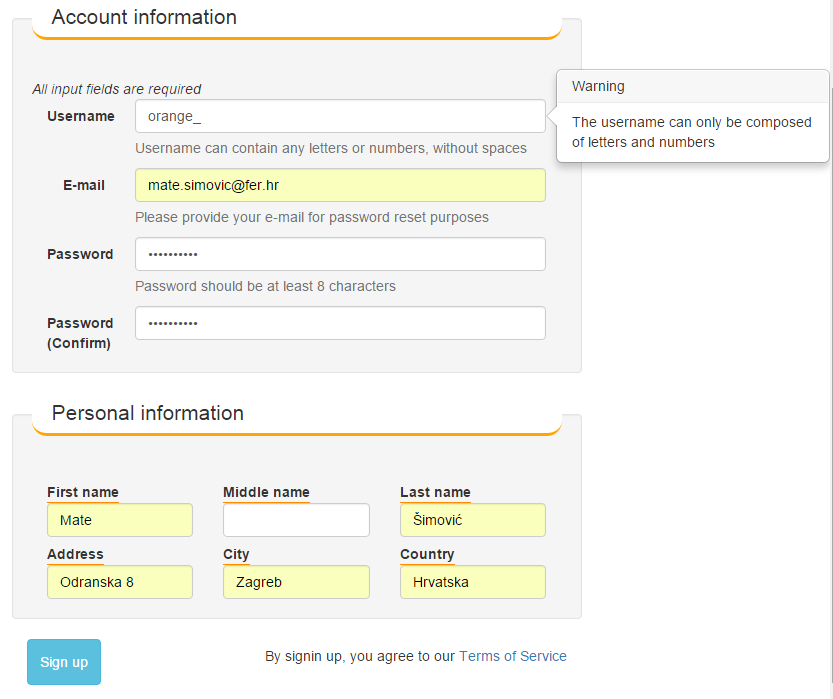 Account information
All input fields are required
Username
orange_
Warning
The username can only be composed
of letters and numbers
Username can contain any letters or numbers, without spaces
E-mail
mate.simovic@fer.hr
Please provide your e-mail for password reset purposes
Password
••••••••••
Password should be at least 8 characters
Password
(Confirm)
••••••••••
Personal information
First name Middle name Last name
Mate Šimović
Address City Country
Odranska 8 Zagreb Hrvatska
Sign up
By signin up, you agree to our Terms of Service